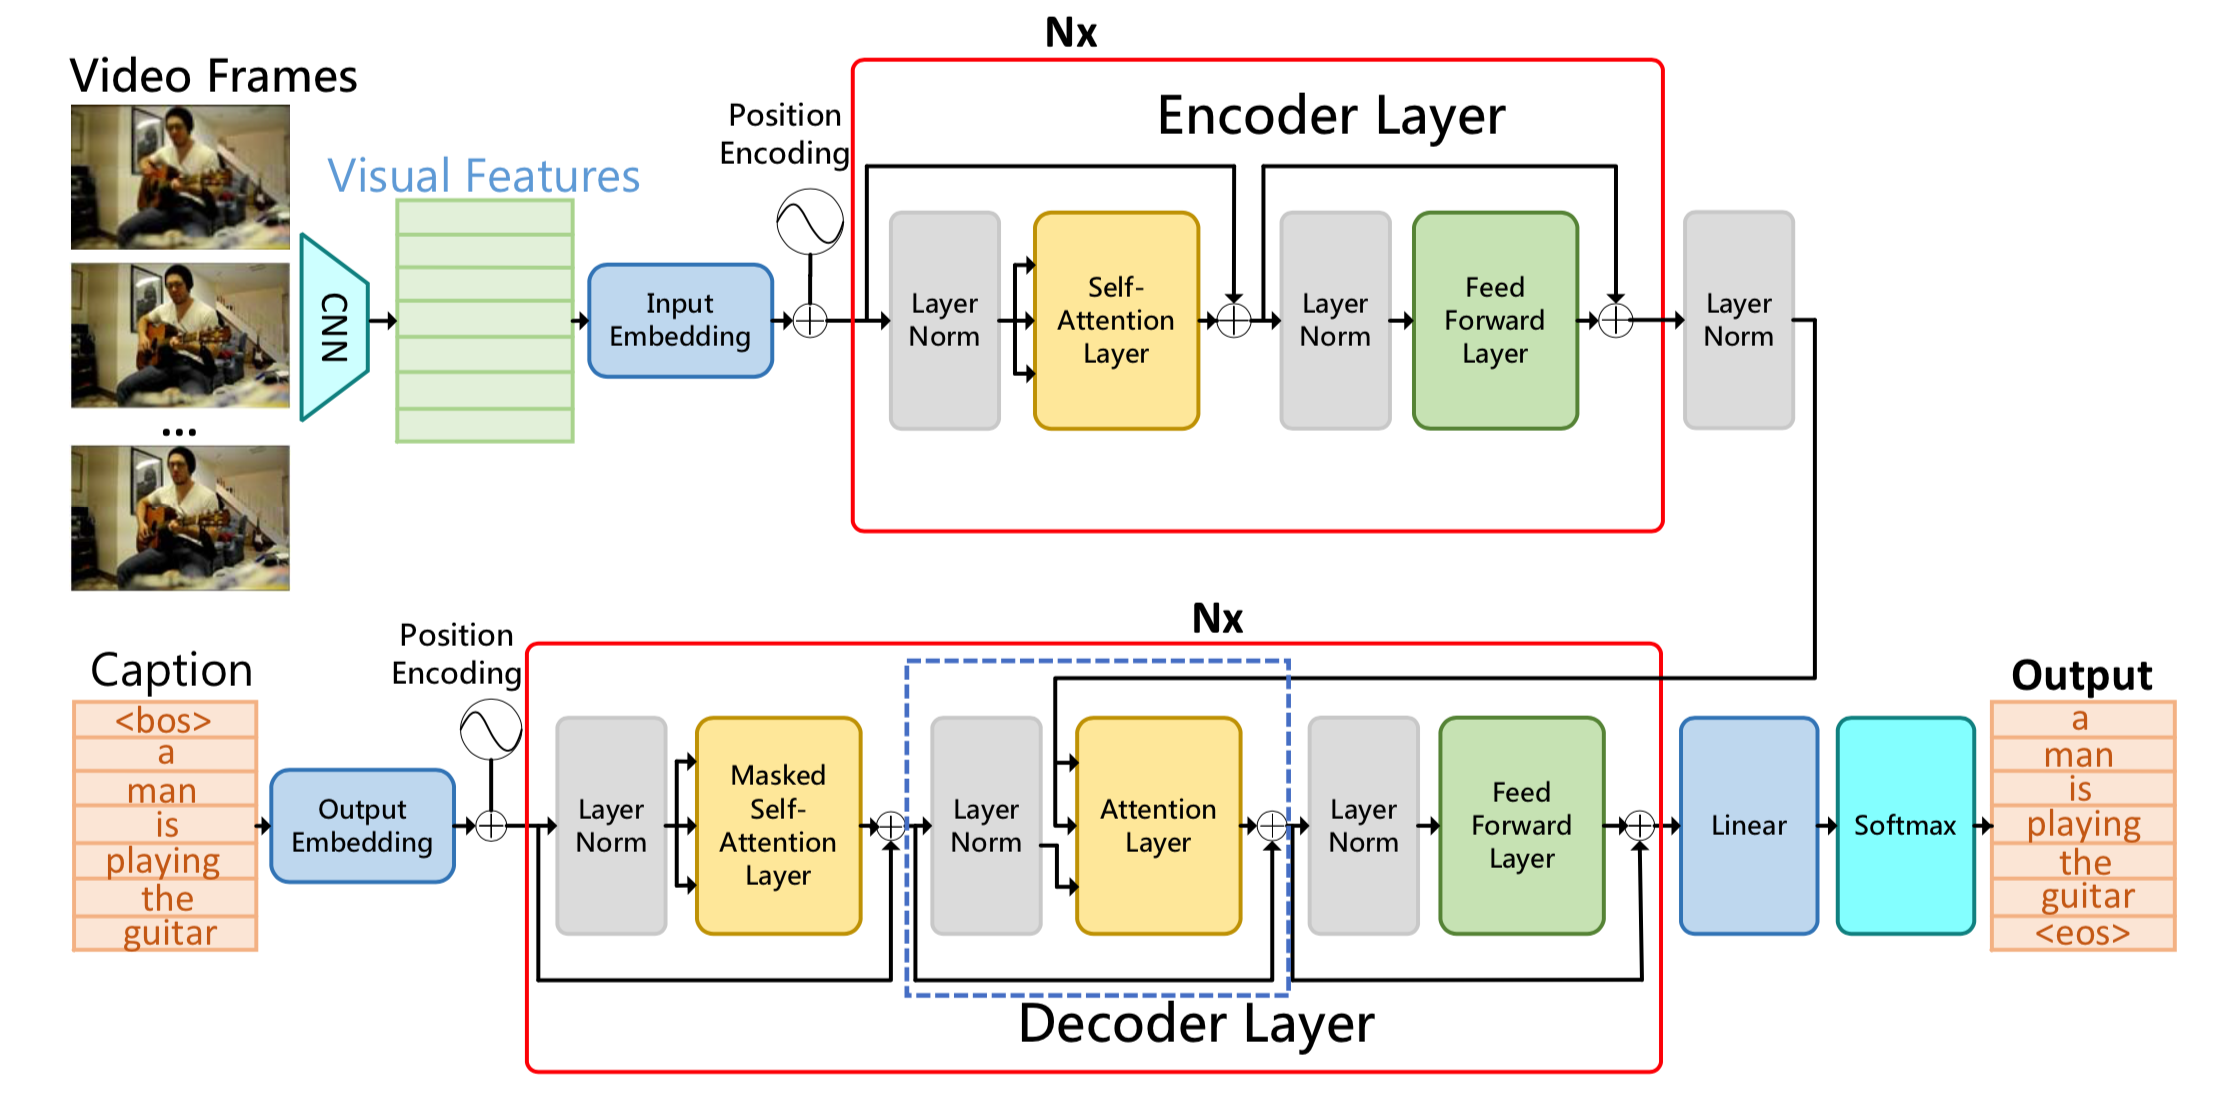 Nx
Video Frames
Encoder Layer
Position
Encoding
Visual Features
CNN
Input
Embedding
Layer
Norm
Self-
Attention
Layer
Layer
Norm
Feed
Forward
Layer
Layer
Norm
...
Nx
Position
Encoding
Caption
<bos>
a
man
is
playing
the
guitar
Output
Embedding
Layer
Norm
Masked
Self-
Attention
Layer
Layer
Norm
Attention
Layer
Layer
Norm
Feed
Forward
Layer
Linear
Softmax
Output
a
man
is
playing
the
guitar
<eos>
Decoder Layer